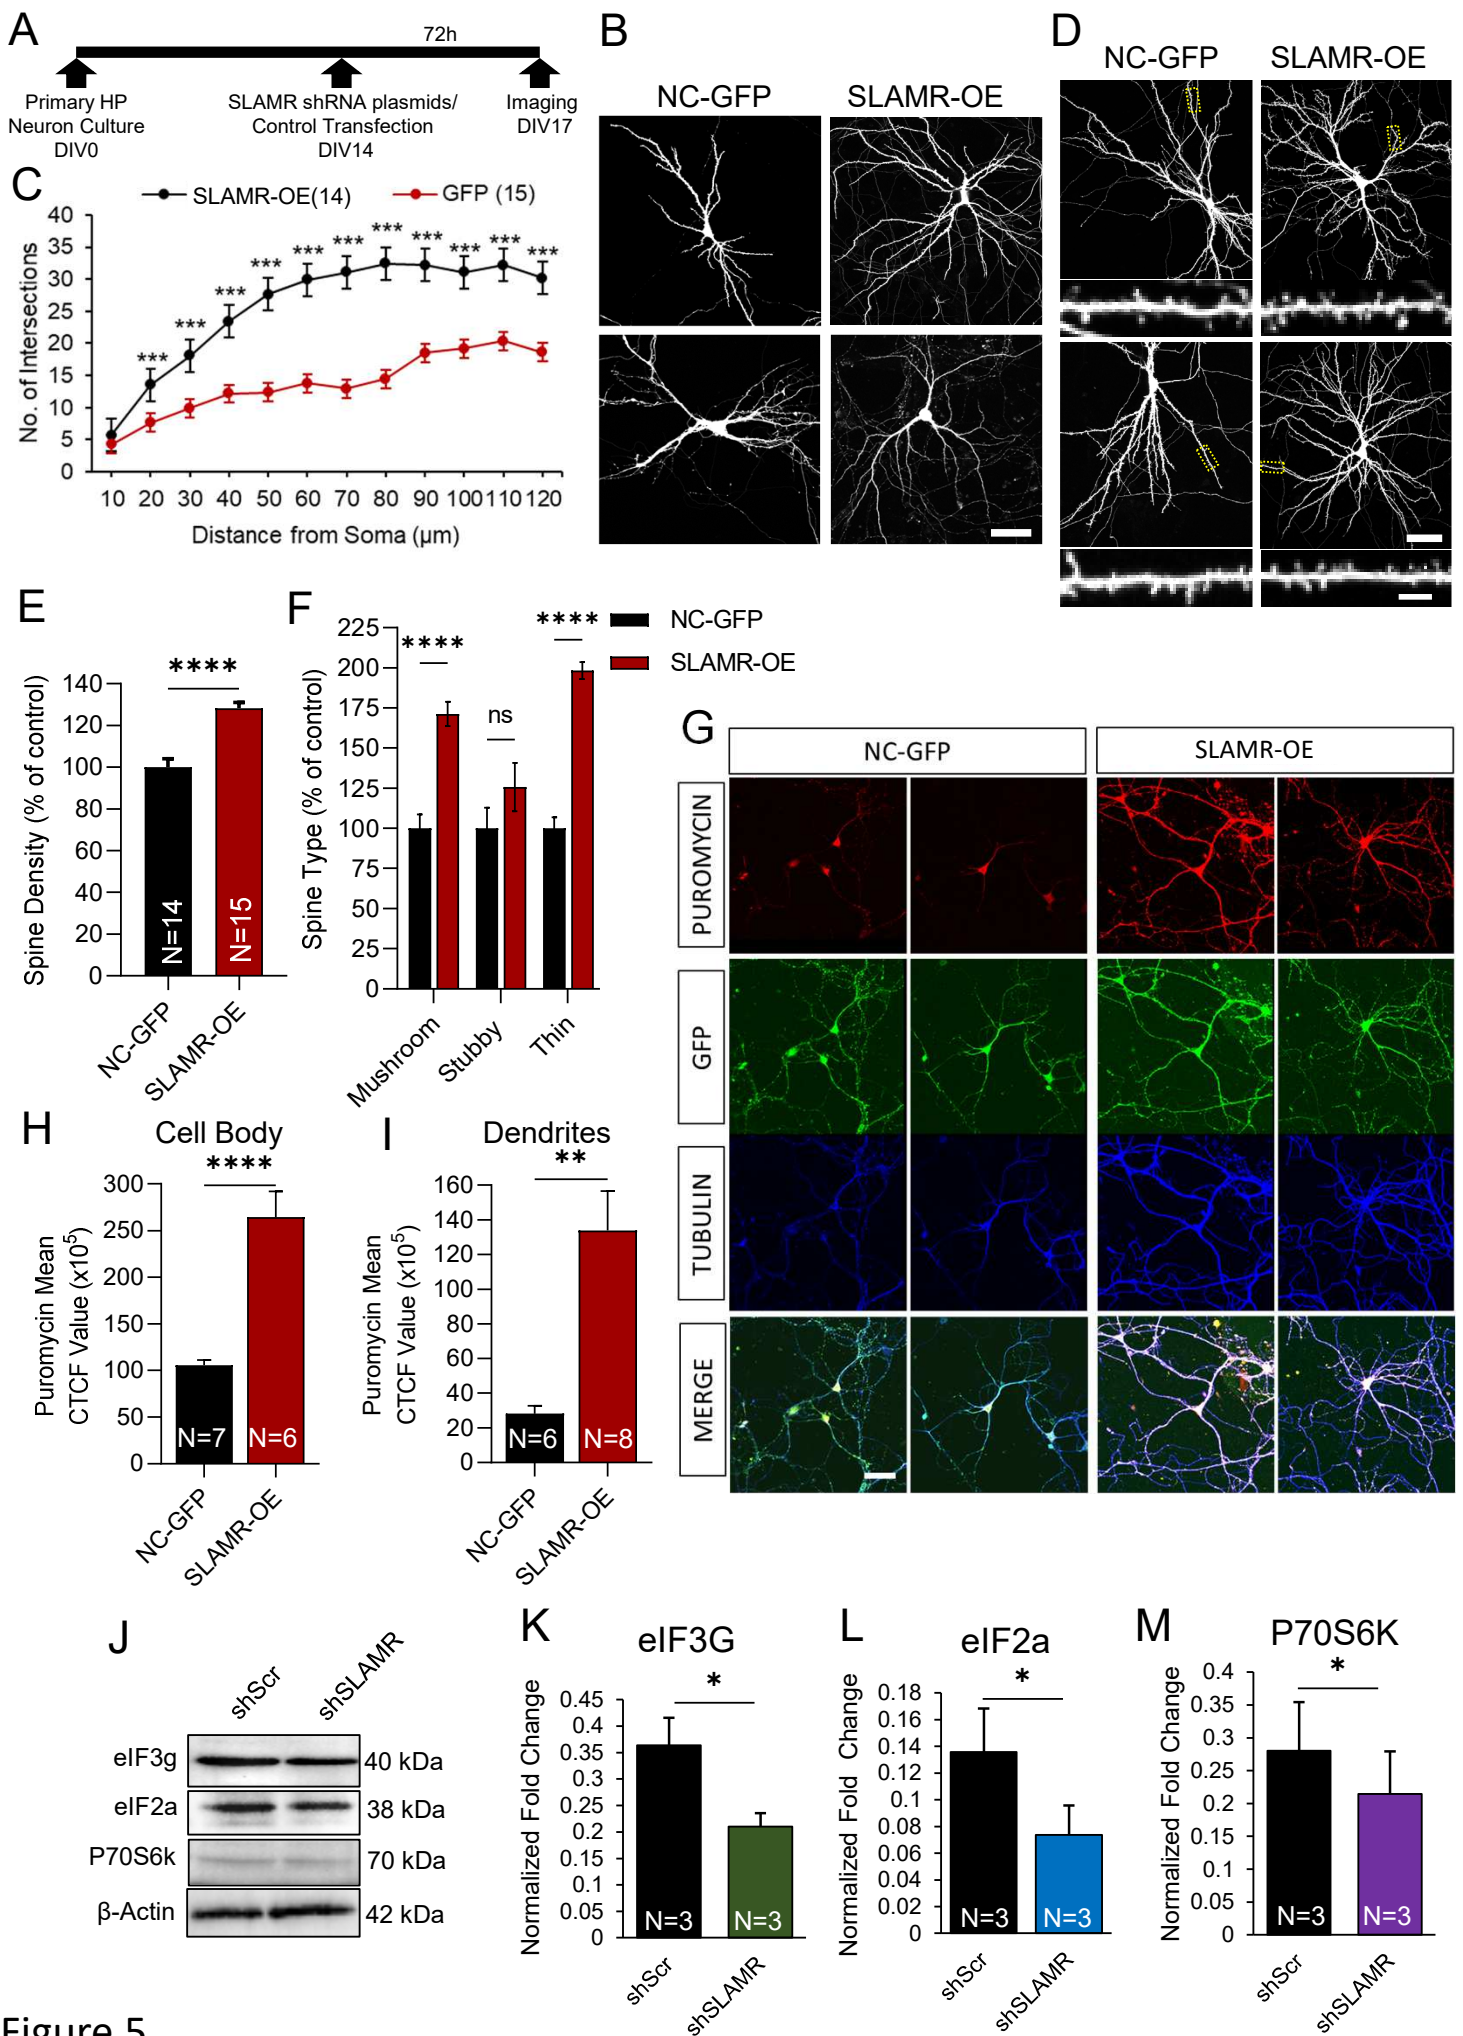 A
72h
Primary HP
Neuron Culture
DIV0
SLAMR shRNA plasmids/
Control Transfection
DIV14
Imaging
DIV17
B
NC-GFP
SLAMR-OE
C
SLAMR-OE(14)
GFP (15)
No. of Intersections
40
35
30
25
20
15
10
5
0
***
***
***
***
***
***
***
***
***
***
***
10 20 30 40 50 60 70 80 90 100 110 120
Distance from Soma (µm)
D
NC-GFP
SLAMR-OE
E
Spine Density (% of control)
140
120
100
80
60
40
20
0
****
N=14
N=15
NC-GFP
SLAMR-OE
F
Spine Type (% of control)
225
200
175
150
125
100
75
50
25
0
****
ns
****
NC-GFP
SLAMR-OE
Mushroom
Stubby
Thin
G
NC-GFP
SLAMR-OE
PUROMYCIN
GFP
TUBULIN
MERGE
H
Cell Body
****
Puromycin Mean
CTCF Value (x10⁵)
300
250
200
150
100
50
0
N=7
N=6
NC-GFP
SLAMR-OE
I
Dendrites
**
Puromycin Mean
CTCF Value (x10⁵)
160
140
120
100
80
60
40
20
0
N=6
N=8
NC-GFP
SLAMR-OE
J
shScr
shSLAMR
eIF3g
40 kDa
eIF2a
38 kDa
P70S6k
70 kDa
β-Actin
42 kDa
K
eIF3G
*
Normalized Fold Change
0.45
0.4
0.35
0.3
0.25
0.2
0.15
0.1
0.05
0
N=3
N=3
shScr
shSLAMR
L
eIF2a
*
Normalized Fold Change
0.18
0.16
0.14
0.12
0.1
0.08
0.06
0.04
0.02
0
N=3
N=3
shScr
shSLAMR
M
P70S6K
*
Normalized Fold Change
0.4
0.35
0.3
0.25
0.2
0.15
0.1
0.05
0
N=3
N=3
shScr
shSLAMR
Figure 5